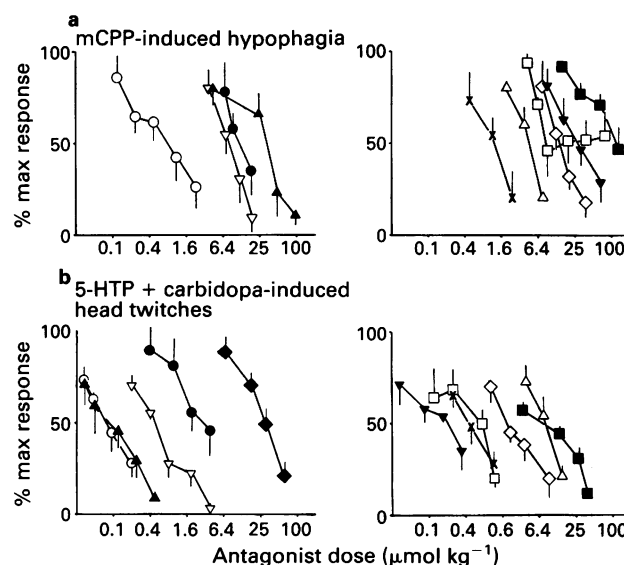 a
mCPP-induced hypophagia
100
50
0
% max response
0.1 0.4 1.6 6.4 25 100
100
50
0
0.1 0.4 1.6 6.4 25 100
b
5-HTP + carbidopa-induced
head twitches
100
50
0
% max response
0.1 0.4 1.6 6.4 25 100
100
50
0
0.1 0.4 1.6 6.4 25 100
Antagonist dose (μmol kg⁻¹)